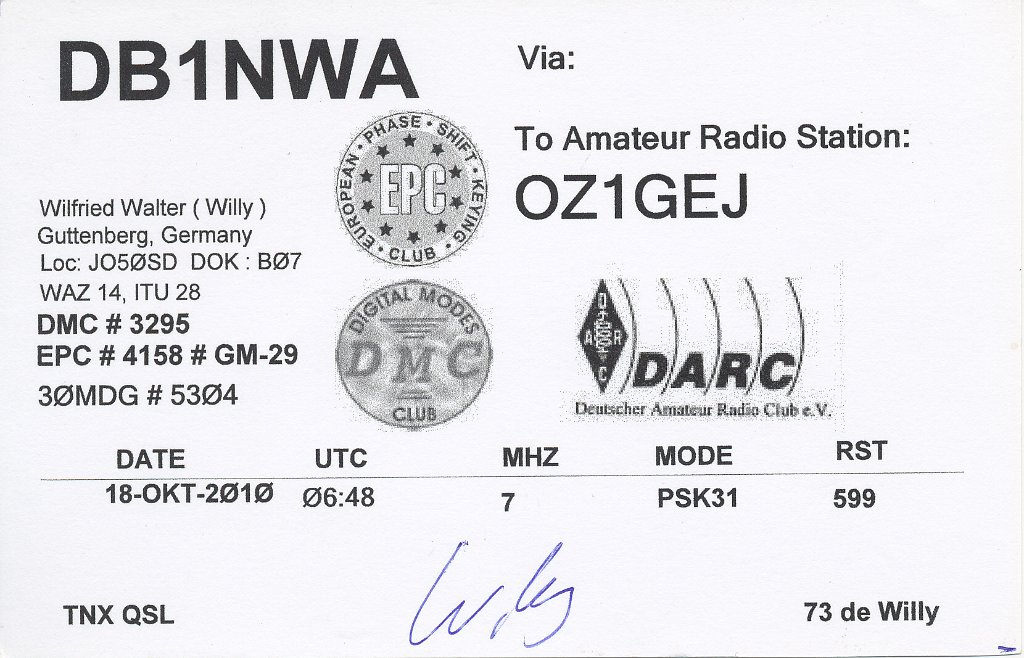 DB1NWA
Via:
To Amateur Radio Station:
OZ1GEJ
EUROPEAN • PHASE • SHIFT • KEYING • CLUB •
EPC
Wilfried Walter ( Willy )
Guttenberg, Germany
Loc: JO5ØSD DOK : BØ7
WAZ 14, ITU 28
DMC # 3295
EPC # 4158 # GM-29
3ØMDG # 53Ø4
DIGITAL MODES
DMC
CLUB
DARC
DARC
Deutscher Amateur Radio Club e.V.
DATE UTC MHZ MODE RST
18-OKT-2Ø1Ø Ø6:48 7 PSK31 599
Willy
TNX QSL
73 de Willy